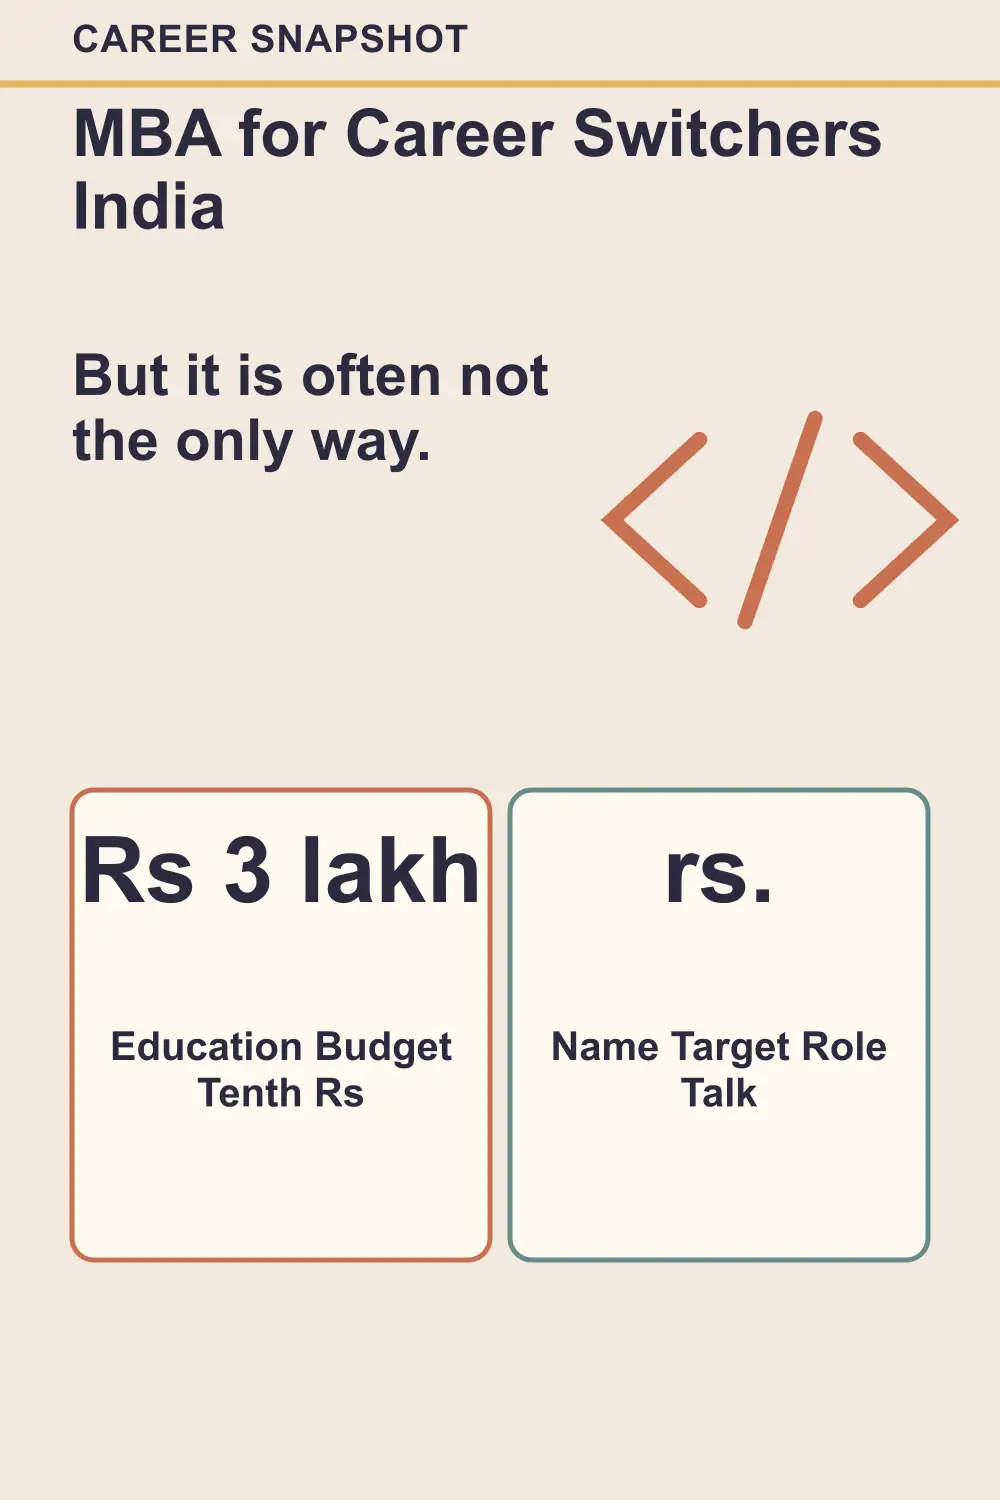 CAREER SNAPSHOT
MBA for Career Switchers
India
But it is often not
the only way.
</>
Rs 3 lakh
Education Budget
Tenth Rs
rs.
Name Target Role
Talk